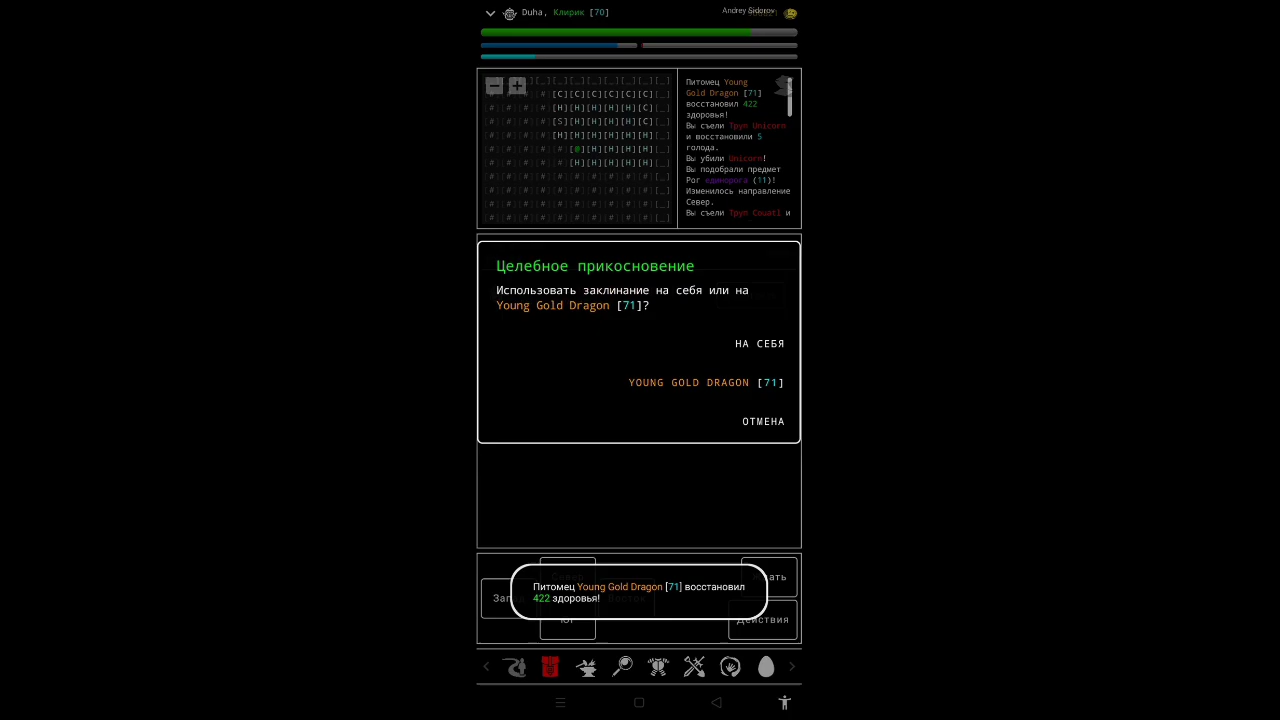 Duha, Клирик [70]
Andrey Siderov
Питомец Young
Gold Dragon [71]
восстановил 422
здоровья!
Вы съели Труп Unicorn
и восстановили 5
голода.
Вы убили Unicorn!
Вы подобрали предмет
Рог единорога (11)!
Изменилось направление
Север.
Вы съели Труп Couatl и
[C][C][C][C][C][C][_]
[H][H][H][H][H][C][_]
[S][H][H][H][H][C][_]
[H][H][H][H][H][H][_]
[@][H][H][H][H][_]
[H][H][H][H][H][_]
Целебное прикосновение
Использовать заклинание на себя или на
Young Gold Dragon [71]?
НА СЕБЯ
YOUNG GOLD DRAGON [71]
ОТМЕНА
Питомец Young Gold Dragon [71] восстановил
422 здоровья!
Действия